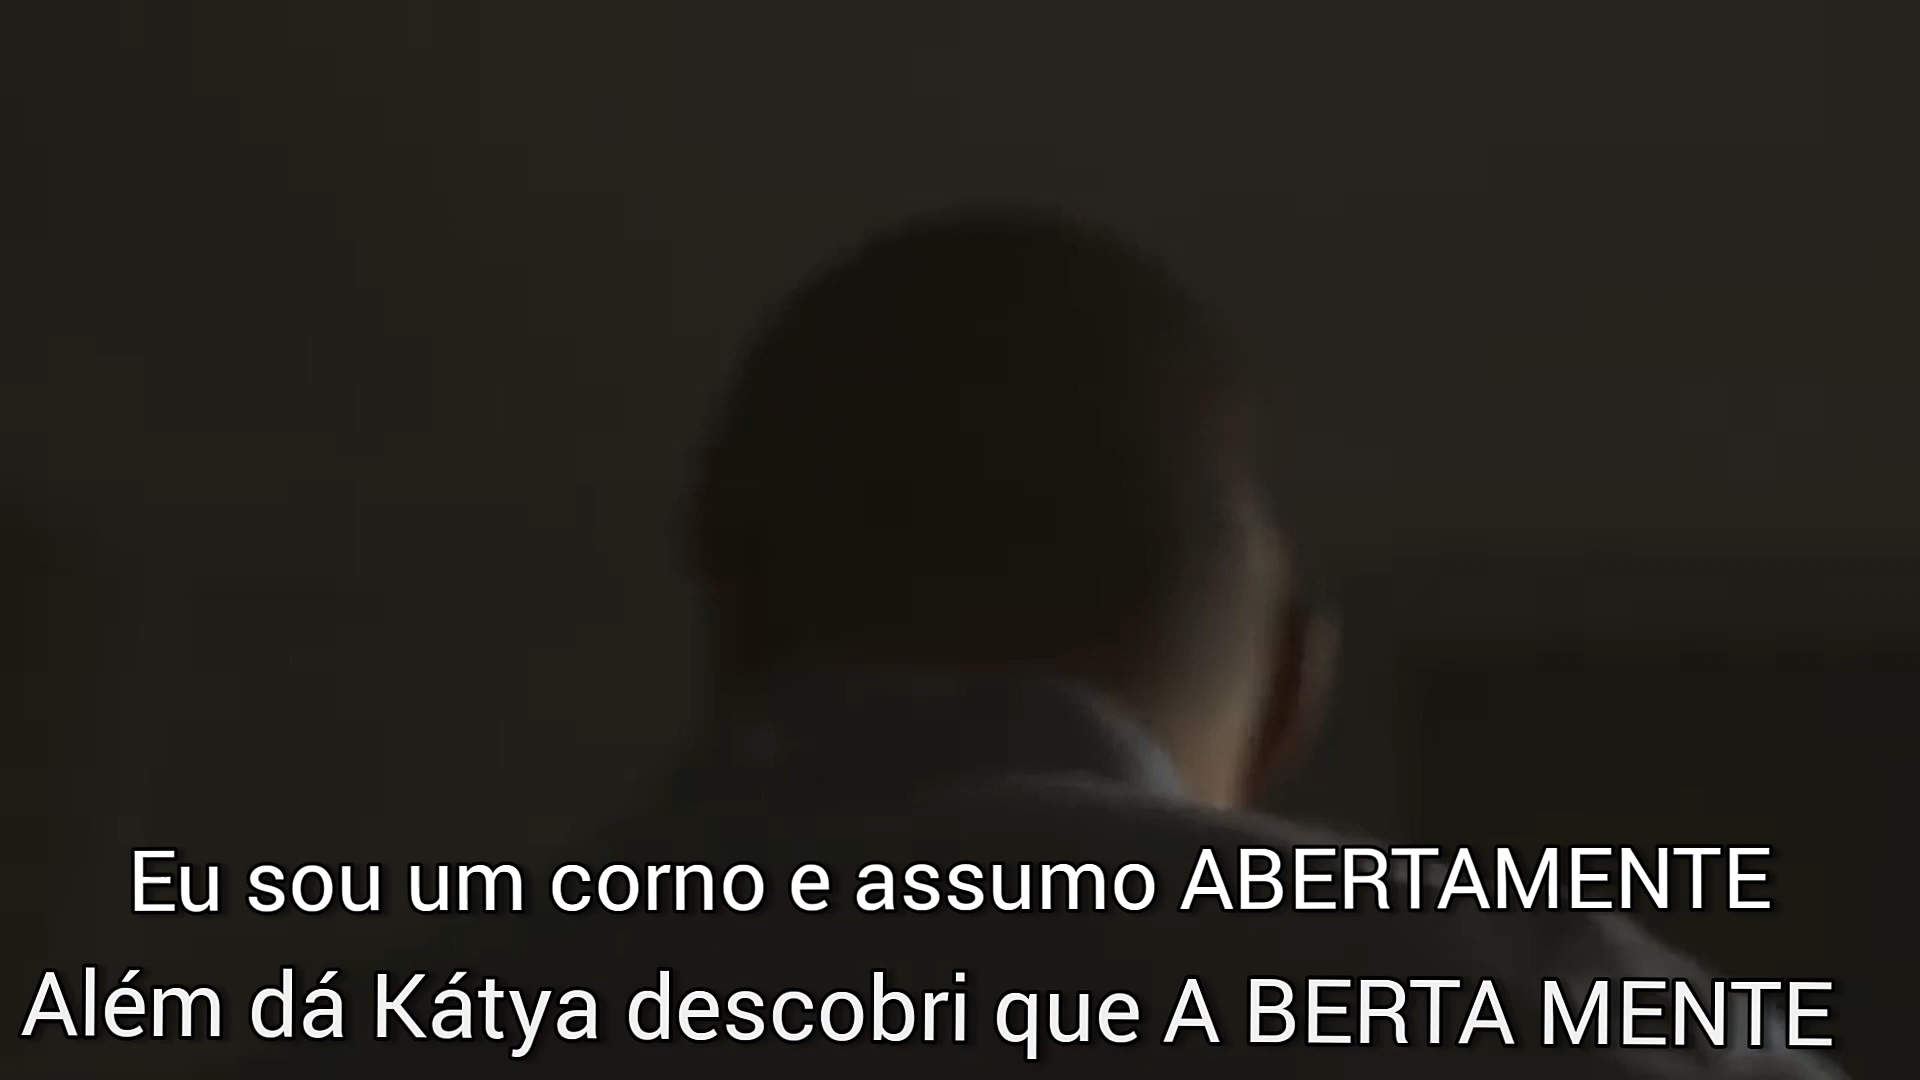 Eu sou um corno e assumo ABERTAMENTE
Além dá Kátya descobri que A BERTA MENTE